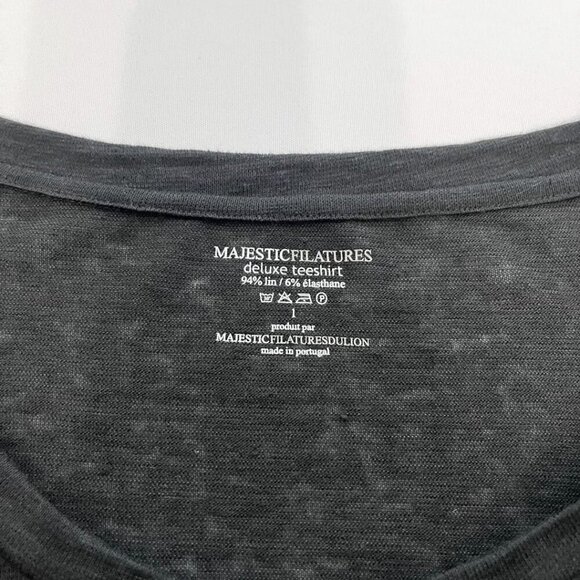 MAJESTICFILATURES
deluxe teeshirt
94% lin / 6% élasthane
P
1
produit par
MAJESTICFILATURESDULION
made in portugal